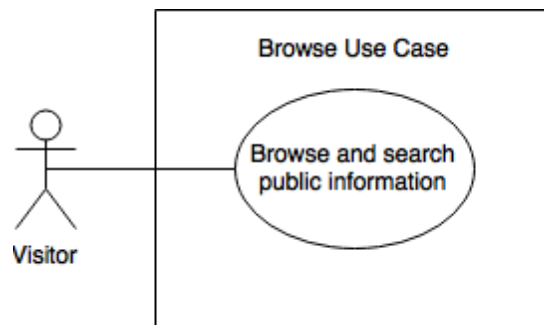 Browse Use Case
Browse and search
public information
Visitor